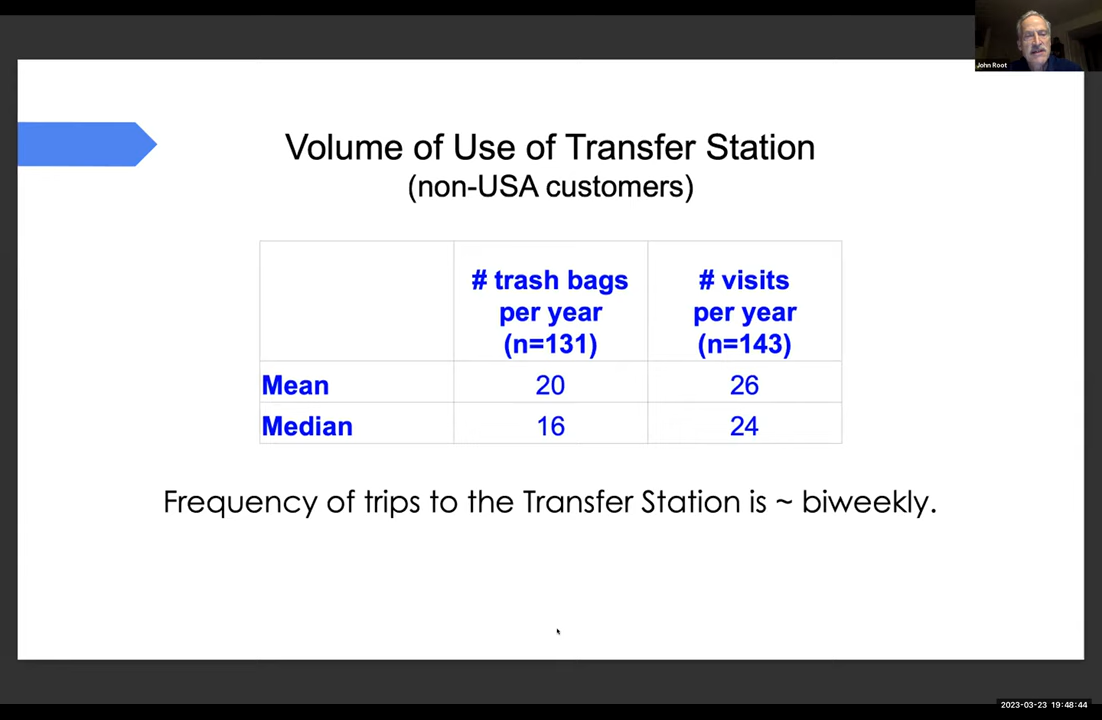 John Root
Volume of Use of Transfer Station
(non-USA customers)
# trash bags per year (n=131)
# visits per year (n=143)
Mean 20 26
Median 16 24
Frequency of trips to the Transfer Station is ~ biweekly.
2023-03-23 19:48:44